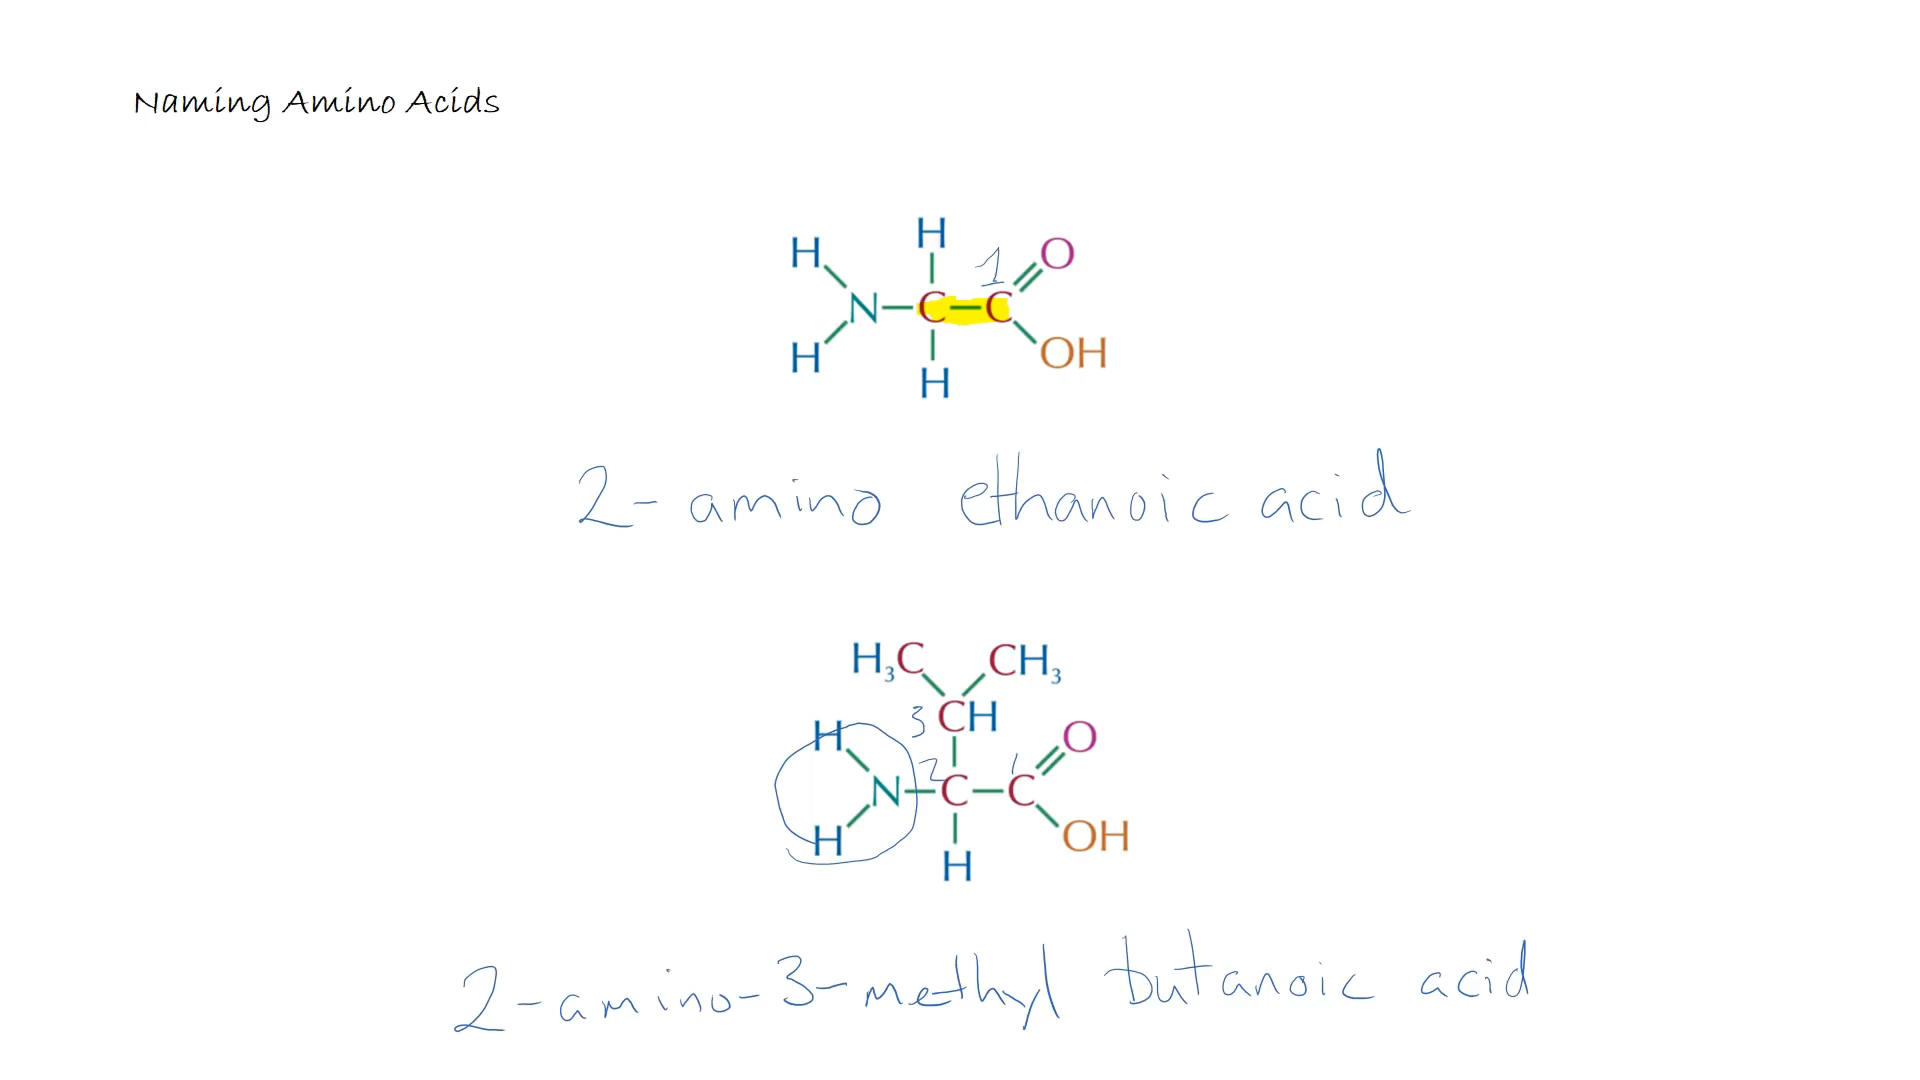 Naming Amino Acids
H H 1 O
N C C
H H OH
2- amino ethanoic acid
H₃C CH₃
3 CH
H 2 1 O
N C C
H H OH
2-amino-3-methyl butanoic acid